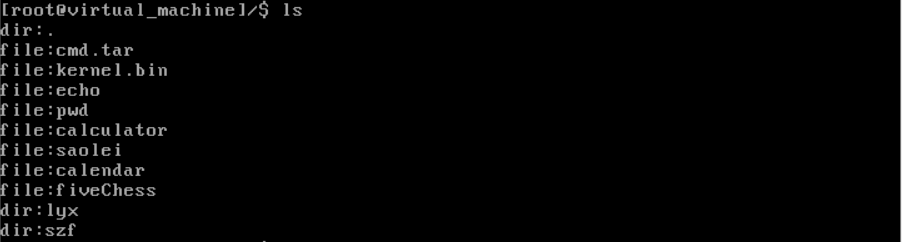 [root@virtual_machine]/$ ls
dir:.
file:cmd.tar
file:kernel.bin
file:echo
file:pwd
file:calculator
file:saolei
file:calendar
file:fiveChess
dir:lyx
dir:szf